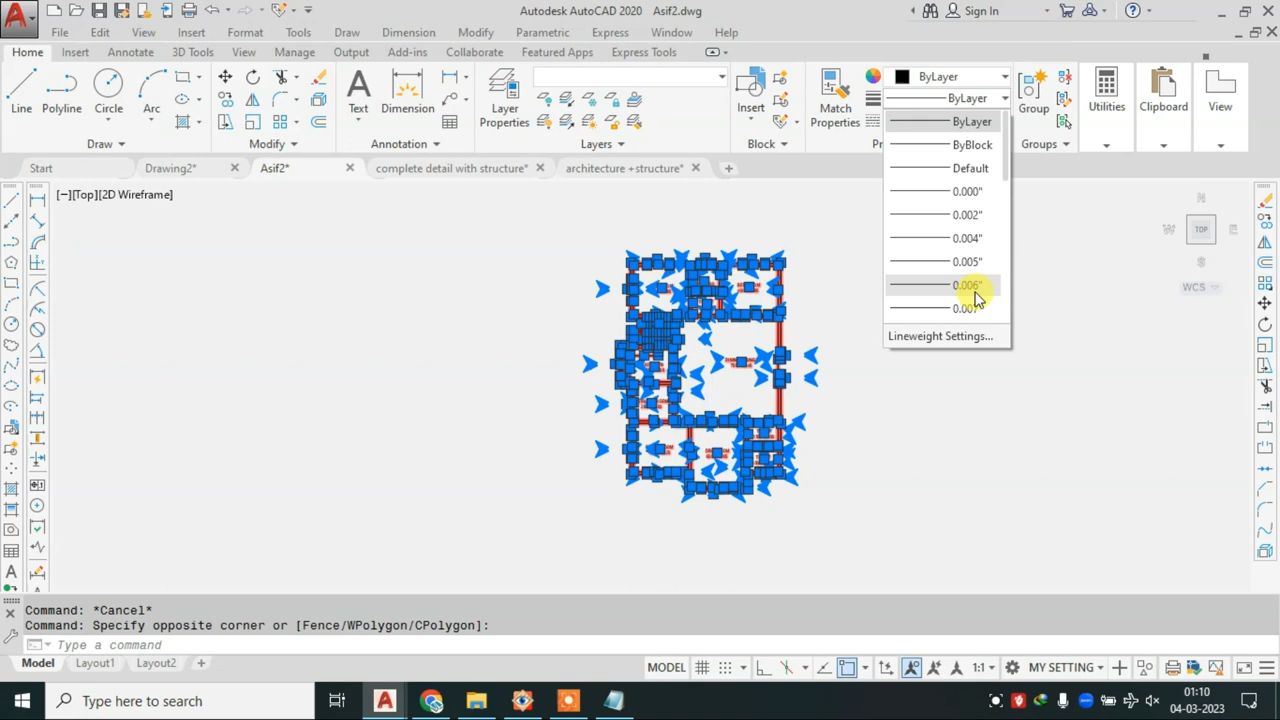 Autodesk AutoCAD 2020 Asif2.dwg
Sign In
File Edit View Insert Format Tools Draw Dimension Modify Parametric Express Window Help
Home Insert Annotate 3D Tools View Manage Output Add-ins Collaborate Featured Apps Express Tools
ByLayer
Line Polyline Circle Arc
Text Dimension
Layer
Properties
Insert
Match
Properties
Group
Utilities
Clipboard
View
ByLayer
Draw Modify Annotation Layers Block Groups
ByLayer
ByBlock
Default
0.000"
0.002"
0.004"
0.005"
0.006"
Lineweight Settings...
Start Drawing2* Asif2* complete detail with structure* architecture +structure*
[−][Top][2D Wireframe]
N
W TOP E
S
WCS
Command: *Cancel*
Command: Specify opposite corner or [Fence/WPolygon/CPolygon]:
Type a command
Model Layout1 Layout2
MODEL 1:1 MY SETTING
Type here to search
01:10
04-03-2023